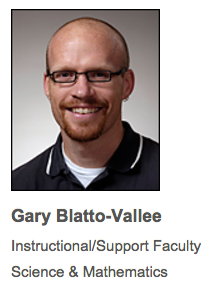 Gary Blatto-Vallee
Instructional/Support Faculty
Science & Mathematics